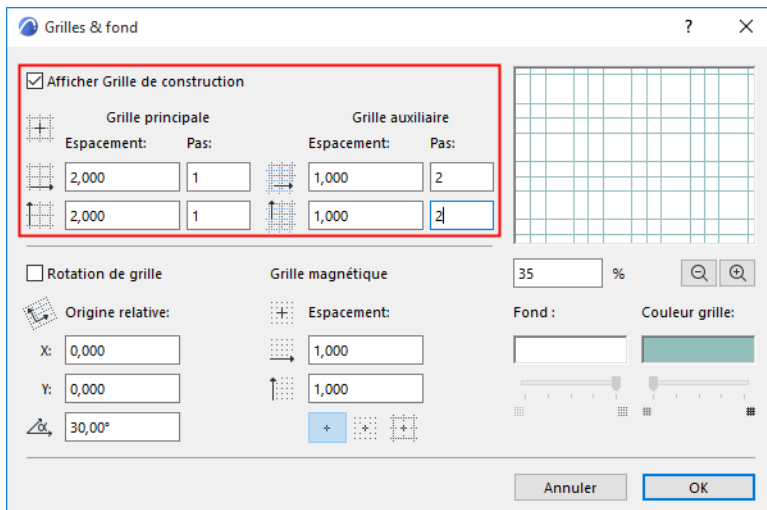 Grilles & fond
Afficher Grille de construction
Grille principale Grille auxiliaire
Espacement: Pas: Espacement: Pas:
2,000 1 1,000 2
2,000 1 1,000 2
Rotation de grille Grille magnétique 35 %
Origine relative: Espacement: Fond : Couleur grille:
X: 0,000 1,000
Y: 0,000 1,000
α 30,00°
Annuler OK